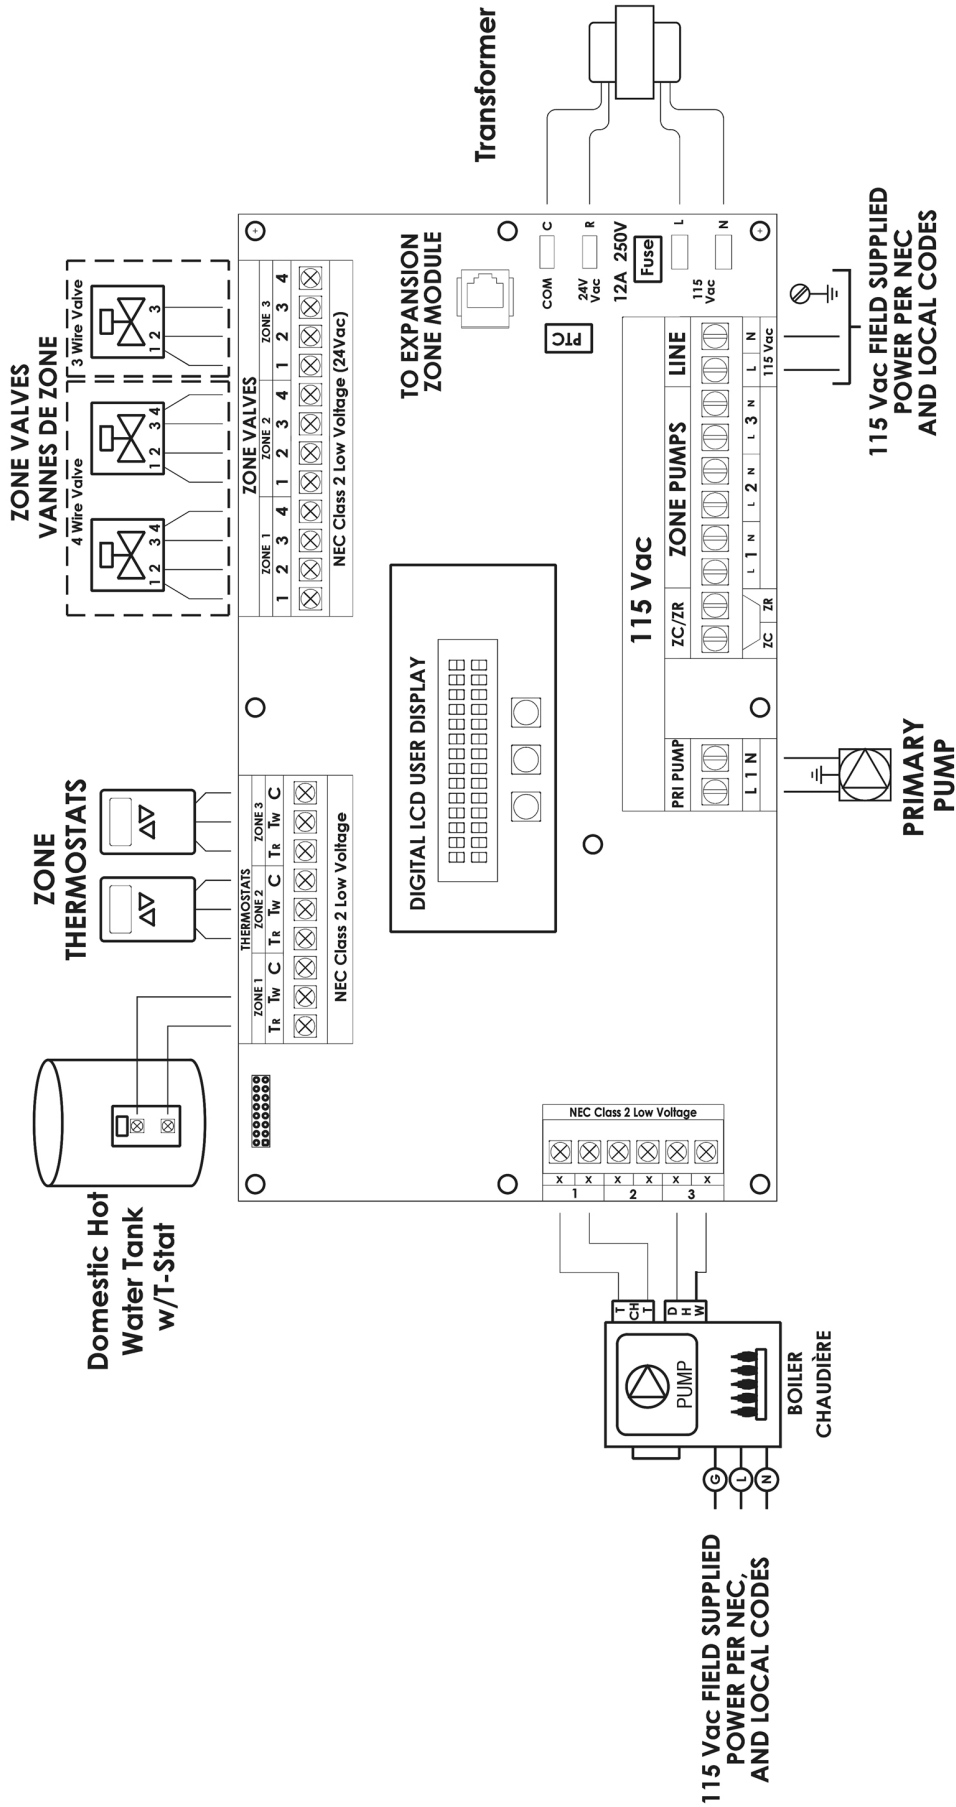 Domestic Hot
Water Tank
w/T-Stat
ZONE
THERMOSTATS
ZONE VALVES
VANNES DE ZONE
4 Wire Valve
3 Wire Valve
1 2 3 4
1 2 3 4
1 2 3
THERMOSTATS
ZONE 1 ZONE 2 ZONE 3
TR TW C TR TW C TR TW C
NEC Class 2 Low Voltage
ZONE VALVES
ZONE 1 ZONE 2 ZONE 3
1 2 3 4 1 2 3 4 1 2 3 4
NEC Class 2 Low Voltage (24Vac)
Transformer
TO EXPANSION
ZONE MODULE
DIGITAL LCD USER DISPLAY
COM C
PTC
24V
Vac R
12A 250V
Fuse
L
115
Vac
N
NEC Class 2 Low Voltage
X X X X X X
1 2 3
115 Vac
PRI PUMP
ZC/ZR
ZONE PUMPS
LINE
L 1 N
L 1 N L 2 N L 3 N L N
ZC ZR
115 Vac
T
CH
T
D
H
W
PUMP
BOILER
CHAUDIÈRE
G
L
N
PRIMARY
PUMP
115 Vac FIELD SUPPLIED
POWER PER NEC
AND LOCAL CODES
115 Vac FIELD SUPPLIED
POWER PER NEC,
AND LOCAL CODES